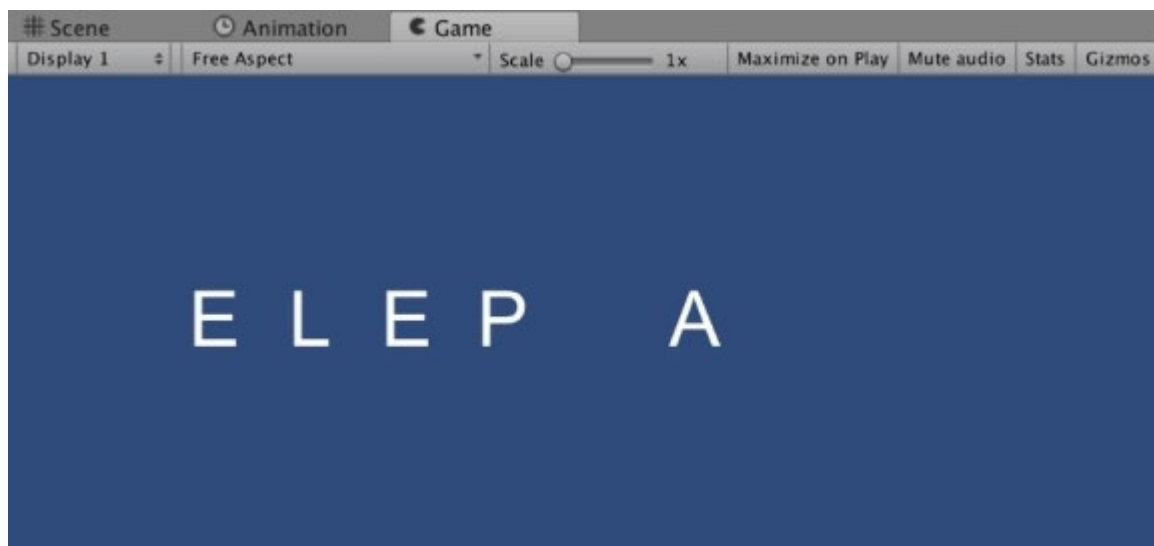 Scene Animation Game
Display 1 Free Aspect Scale 1x Maximize on Play Mute audio Stats Gizmos
E L E P A